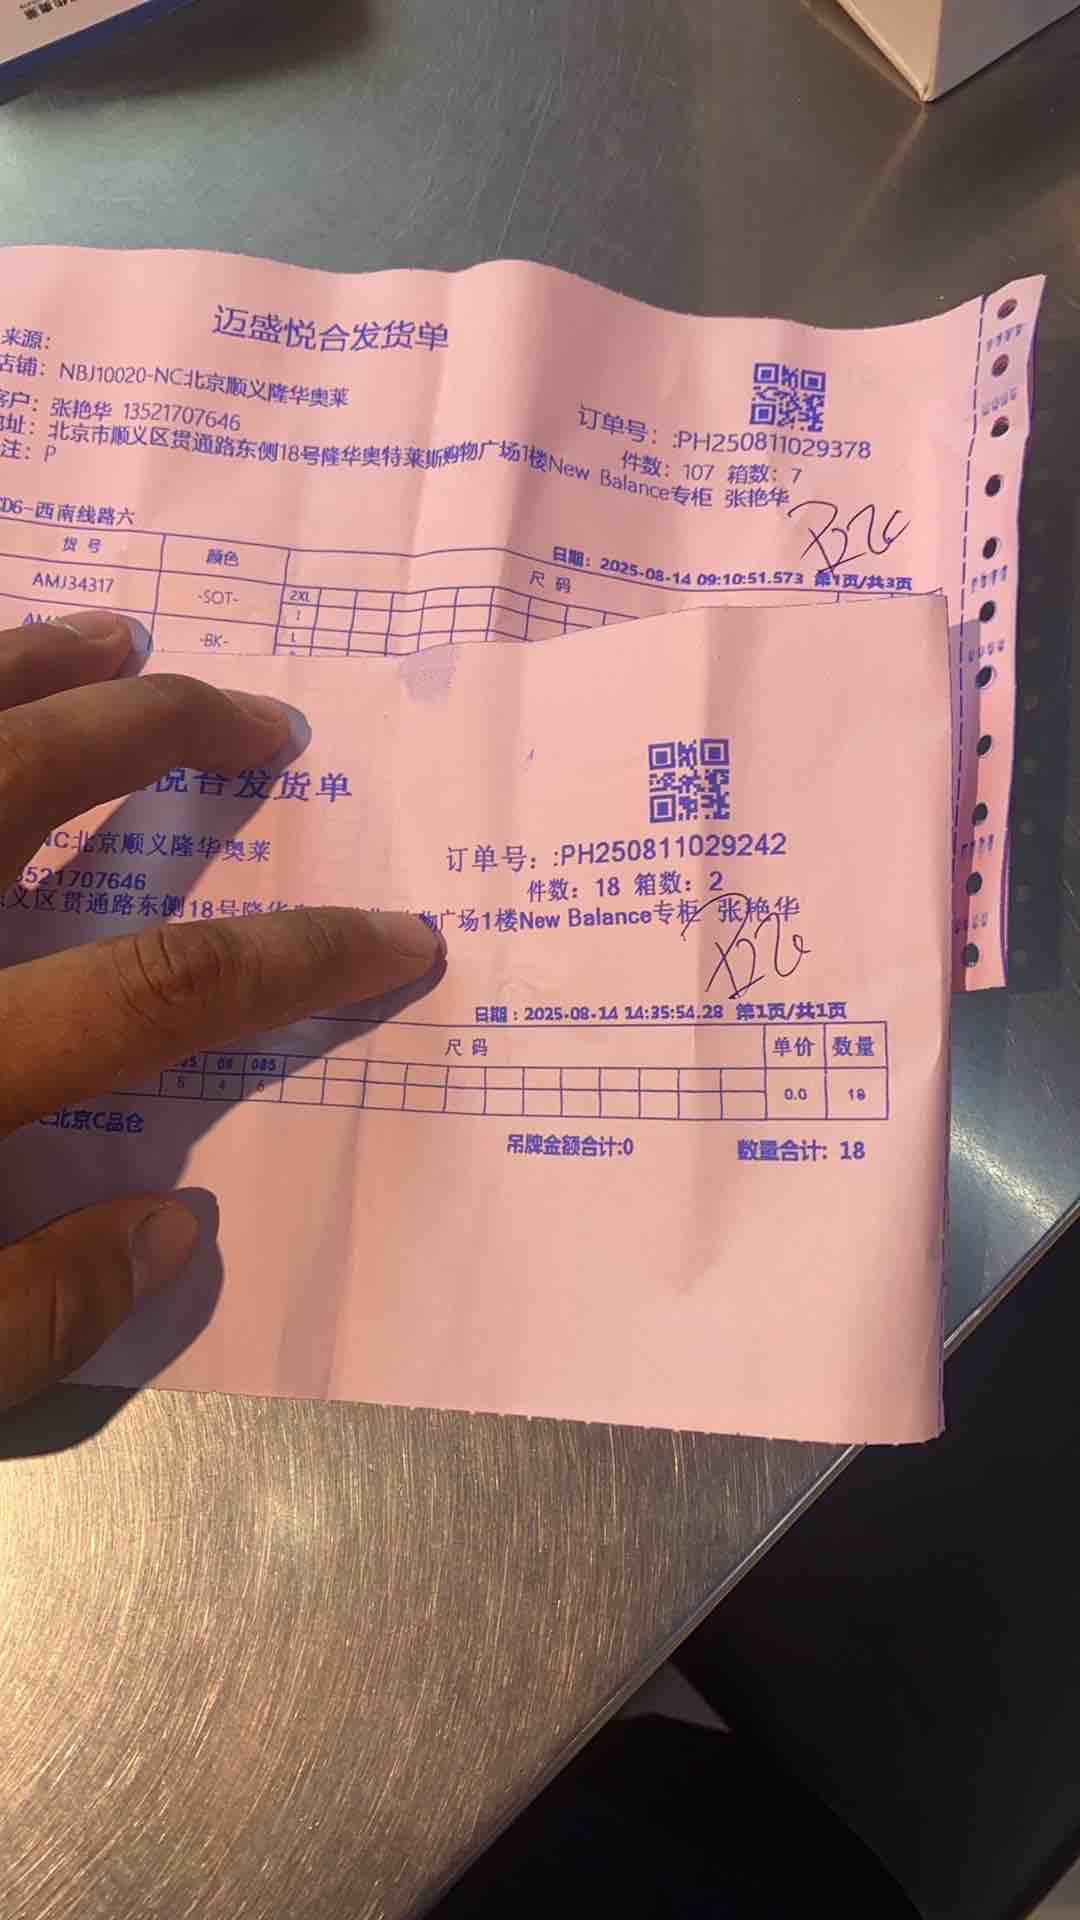 迈盛悦合发货单
来源：
店铺： NBJ10020-NC北京顺义隆华奥莱
客户： 张艳华 13521707646
地址： 北京市顺义区贯通路东侧18号隆华奥特莱斯购物广场1楼New Balance专柜 张艳华
注： P
订单号：:PH250811029378
件数：107 箱数：7
D6-西南线路六
日期：2025-08-14 09:10:51.573 第1页/共3页
货号 颜色 尺码
AMJ34317 -SOT- 2XL
1
-BK- L
悦合发货单
NC北京顺义隆华奥莱
3521707646
义区贯通路东侧18号隆华 物广场1楼New Balance专柜 张艳华
订单号：:PH250811029242
件数：18 箱数：2
日期：2025-08-14 14:35:54.28 第1页/共1页
尺码 单价 数量
08 085
4 6 0.0 18
北京C品仓
吊牌金额合计:0 数量合计：18